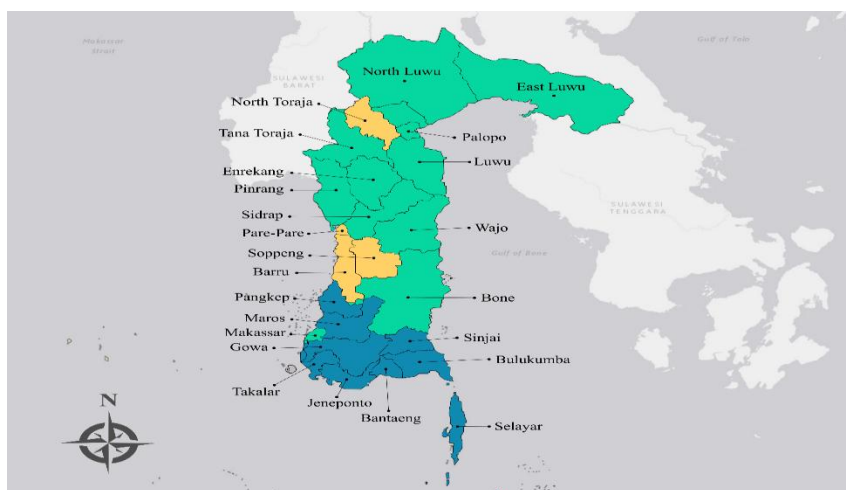 Makassar
Strait
Gulf of Tolo
SULAWESI
BARAT
North Luwu
East Luwu
North Toraja
Tana Toraja
Palopo
Luwu
Enrekang
Pinrang
Sidrap
Pare-Pare
Wajo
SULAWESI
TENGGARA
Soppeng
Gulf of Bone
Barru
Pangkep
Bone
Maros
Makassar
Sinjai
Gowa
Bulukumba
Takalar
Jeneponto
Bantaeng
Selayar
N